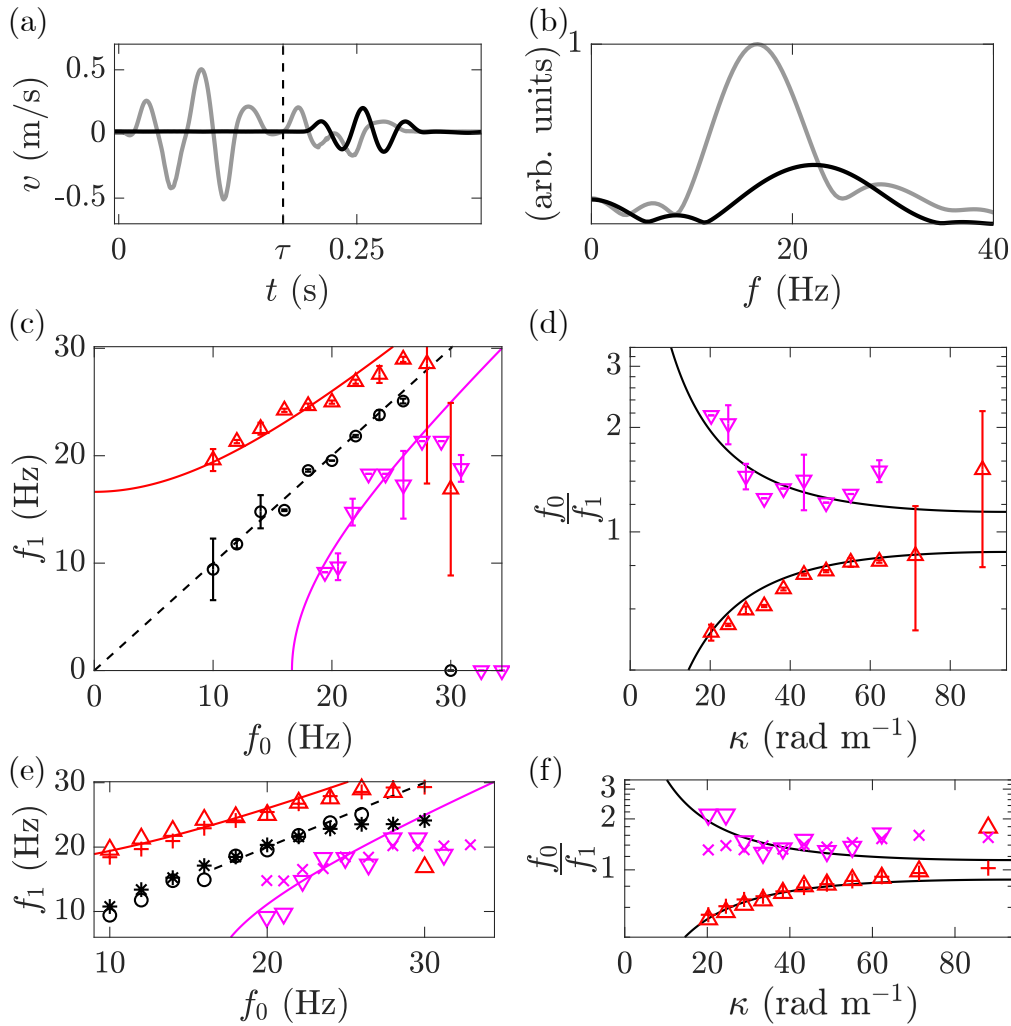 (a)
v (m/s)
0.5
0
-0.5
0
τ
0.25
t (s)
(b)
(arb. units)
1
0
20
40
f (Hz)
(c)
f₁ (Hz)
30
20
10
0
0
10
20
30
f₀ (Hz)
(d)
f₀
f₁
3
2
1
0
20
40
60
80
κ (rad m⁻¹)
(e)
f₁ (Hz)
30
20
10
10
20
30
f₀ (Hz)
(f)
f₀
f₁
3
2
1
0
20
40
60
80
κ (rad m⁻¹)